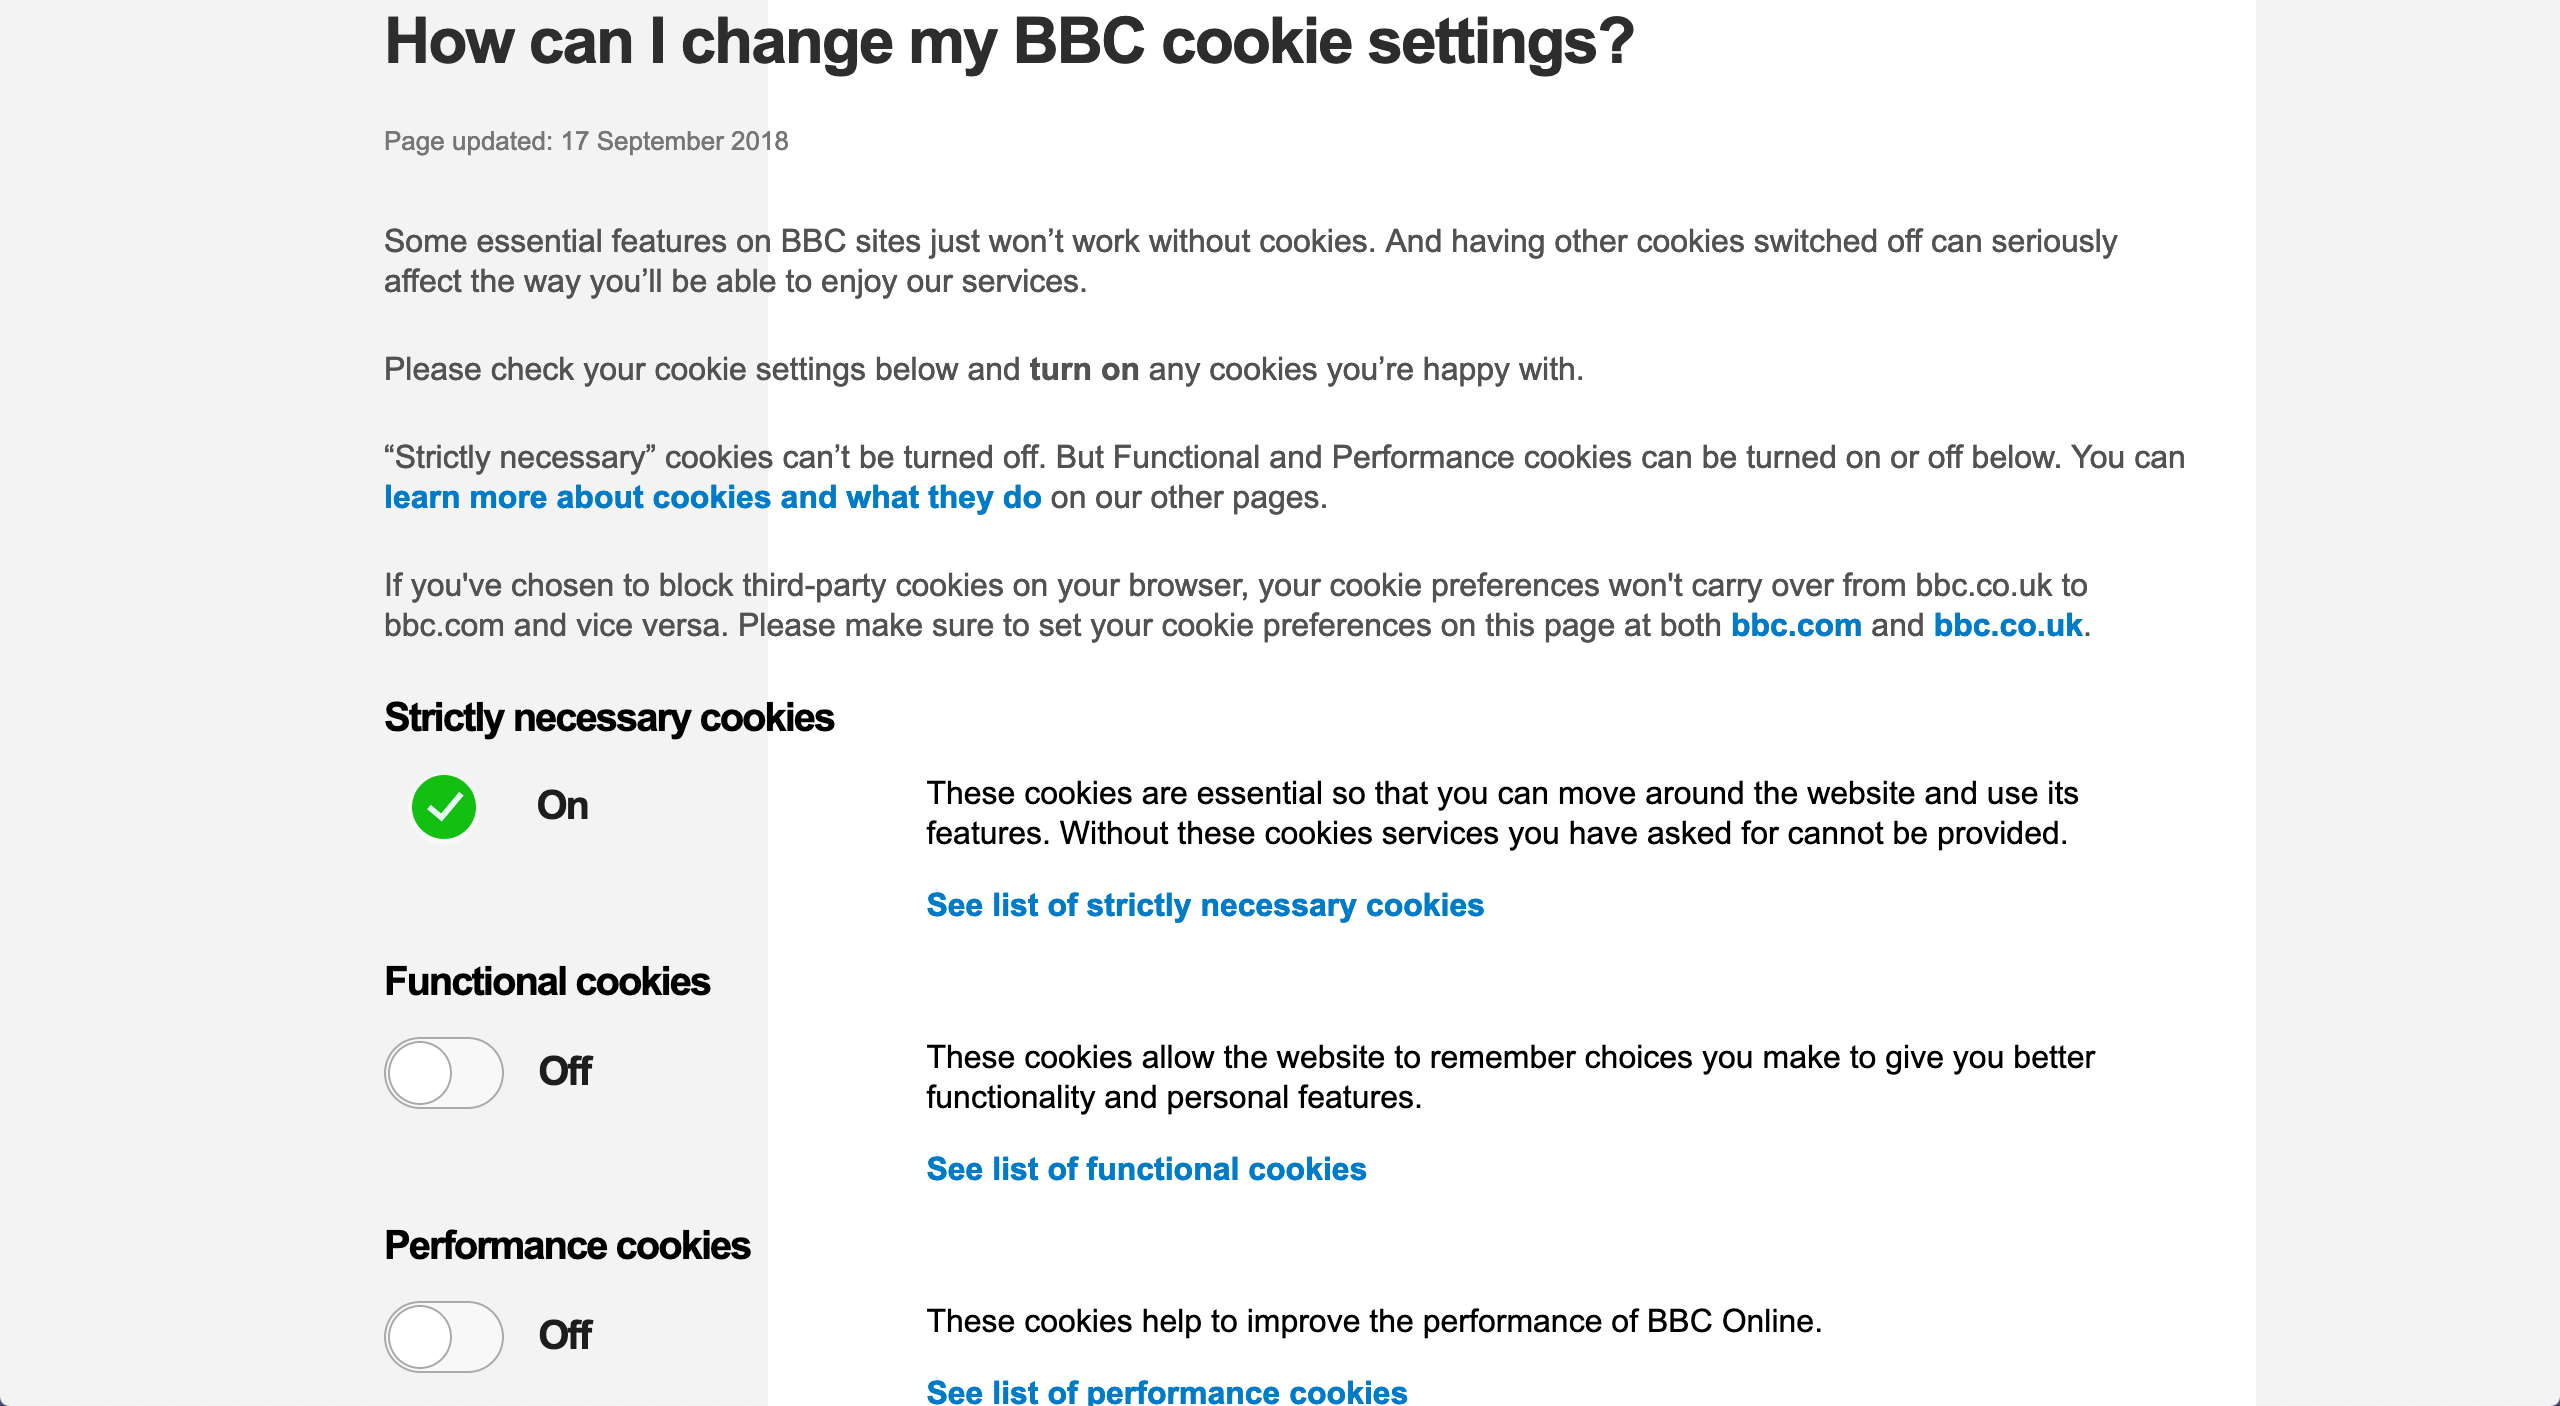 How can I change my BBC cookie settings?
Page updated: 17 September 2018
Some essential features on BBC sites just won’t work without cookies. And having other cookies switched off can seriously
affect the way you’ll be able to enjoy our services.
Please check your cookie settings below and turn on any cookies you’re happy with.
“Strictly necessary” cookies can’t be turned off. But Functional and Performance cookies can be turned on or off below. You can
learn more about cookies and what they do on our other pages.
If you've chosen to block third-party cookies on your browser, your cookie preferences won't carry over from bbc.co.uk to
bbc.com and vice versa. Please make sure to set your cookie preferences on this page at both bbc.com and bbc.co.uk.
Strictly necessary cookies
On
These cookies are essential so that you can move around the website and use its
features. Without these cookies services you have asked for cannot be provided.
See list of strictly necessary cookies
Functional cookies
Off
These cookies allow the website to remember choices you make to give you better
functionality and personal features.
See list of functional cookies
Performance cookies
Off
These cookies help to improve the performance of BBC Online.
See list of performance cookies